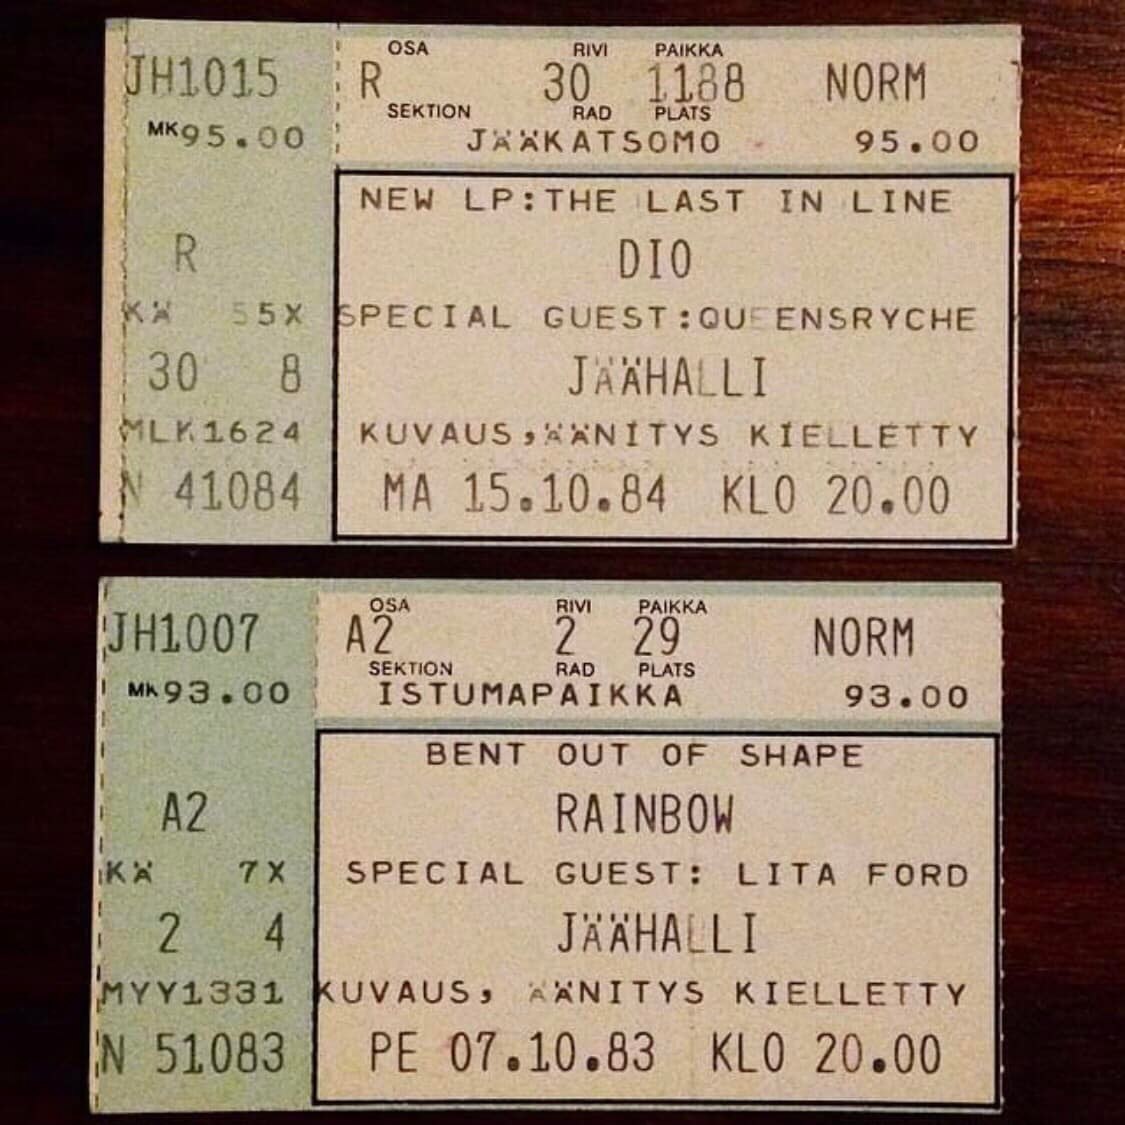 JH1015
MK95.00
R
KÄ 55X
30 8
MLK1624
N 41084
OSA RIVI PAIKKA
R 30 1188 NORM
SEKTION RAD PLATS
JÄÄKATSOMO 95.00
NEW LP:THE LAST IN LINE
DIO
SPECIAL GUEST:QUEENSRYCHE
JÄÄHALLI
KUVAUS,ÄÄNITYS KIELLETTY
MA 15.10.84 KLO 20.00
JH1007
MK93.00
A2
KÄ 7X
2 4
MYY1331
N 51083
OSA RIVI PAIKKA
A2 2 29 NORM
SEKTION RAD PLATS
ISTUMAPAIKKA 93.00
BENT OUT OF SHAPE
RAINBOW
SPECIAL GUEST: LITA FORD
JÄÄHALLI
KUVAUS, ÄÄNITYS KIELLETTY
PE 07.10.83 KLO 20.00